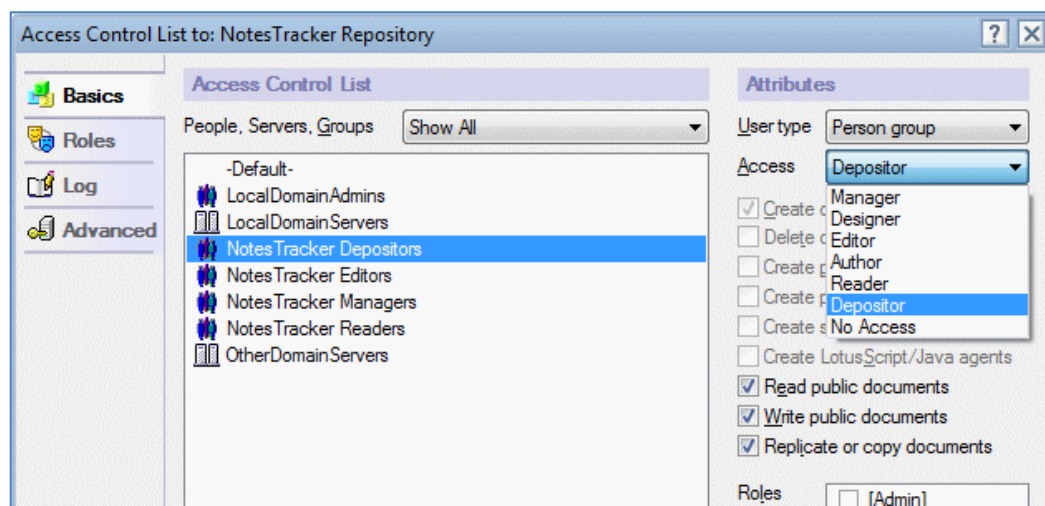 Access Control List to: NotesTracker Repository
?
Basics
Roles
Log
Advanced
Access Control List
People, Servers, Groups
Show All
-Default-
LocalDomainAdmins
LocalDomainServers
NotesTracker Depositors
NotesTracker Editors
NotesTracker Managers
NotesTracker Readers
OtherDomainServers
Attributes
User type Person group
Access Depositor
Manager
Designer
Editor
Author
Reader
Depositor
No Access
Create
Create
Create
Create
Create LotusScript/Java agents
Read public documents
Write public documents
Replicate or copy documents
Roles
[Admin]